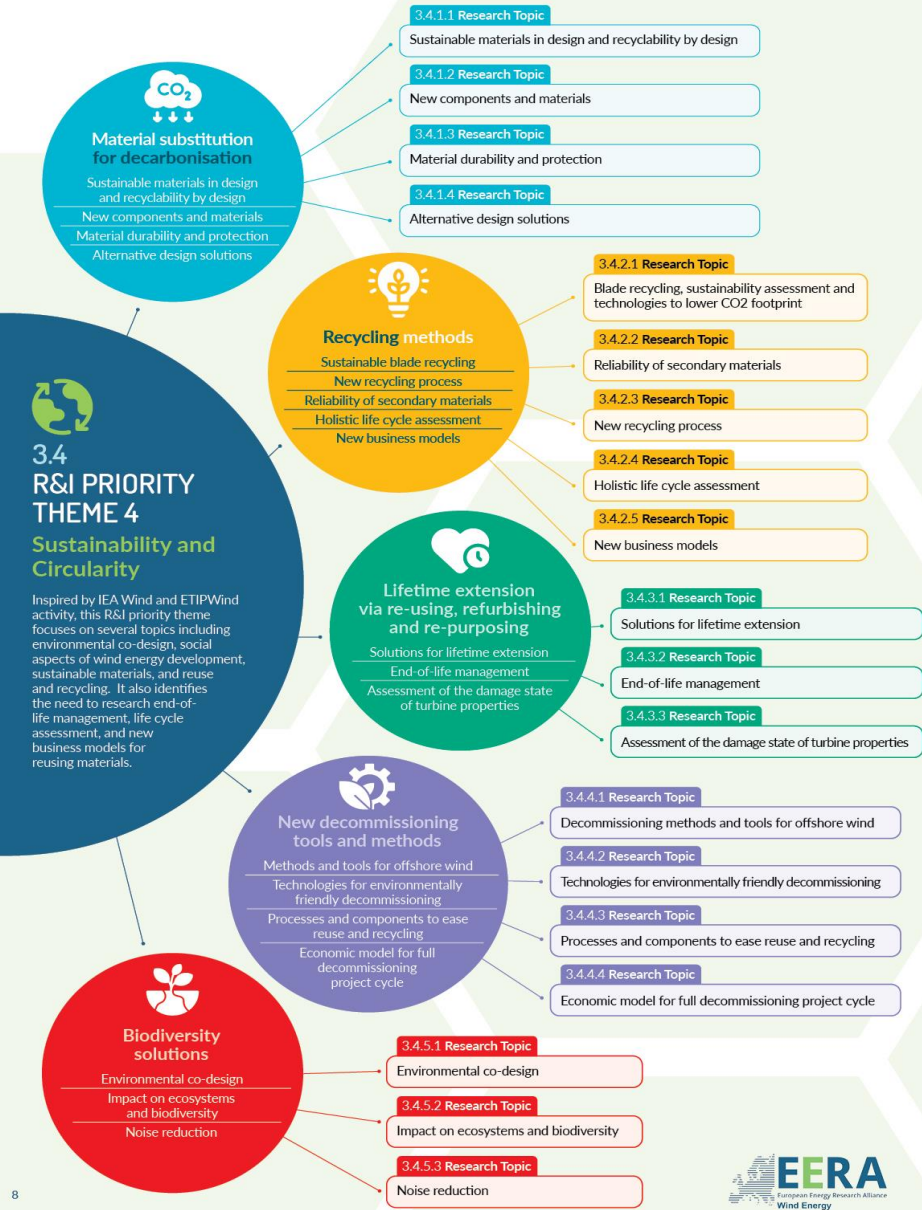 3.4
R&I PRIORITY
THEME 4
Sustainability and
Circularity
Inspired by IEA Wind and ETIPWind
activity, this R&I priority theme
focuses on several topics including
environmental co-design, social
aspects of wind energy development,
sustainable materials, and reuse
and recycling. It also identifies
the need to research end-of-
life management, life cycle
assessment, and new
business models for
reusing materials.
CO2
Material substitution
for decarbonisation
Sustainable materials in design
and recyclability by design
New components and materials
Material durability and protection
Alternative design solutions
3.4.1.1 Research Topic
Sustainable materials in design and recyclability by design
3.4.1.2 Research Topic
New components and materials
3.4.1.3 Research Topic
Material durability and protection
3.4.1.4 Research Topic
Alternative design solutions
Recycling methods
Sustainable blade recycling
New recycling process
Reliability of secondary materials
Holistic life cycle assessment
New business models
3.4.2.1 Research Topic
Blade recycling, sustainability assessment and
technologies to lower CO2 footprint
3.4.2.2 Research Topic
Reliability of secondary materials
3.4.2.3 Research Topic
New recycling process
3.4.2.4 Research Topic
Holistic life cycle assessment
3.4.2.5 Research Topic
New business models
Lifetime extension
via re-using, refurbishing
and re-purposing
Solutions for lifetime extension
End-of-life management
Assessment of the damage state
of turbine properties
3.4.3.1 Research Topic
Solutions for lifetime extension
3.4.3.2 Research Topic
End-of-life management
3.4.3.3 Research Topic
Assessment of the damage state of turbine properties
New decommissioning
tools and methods
Methods and tools for offshore wind
Technologies for environmentally
friendly decommissioning
Processes and components to ease
reuse and recycling
Economic model for full
decommissioning
project cycle
3.4.4.1 Research Topic
Decommissioning methods and tools for offshore wind
3.4.4.2 Research Topic
Technologies for environmentally friendly decommissioning
3.4.4.3 Research Topic
Processes and components to ease reuse and recycling
3.4.4.4 Research Topic
Economic model for full decommissioning project cycle
Biodiversity
solutions
Environmental co-design
Impact on ecosystems
and biodiversity
Noise reduction
3.4.5.1 Research Topic
Environmental co-design
3.4.5.2 Research Topic
Impact on ecosystems and biodiversity
3.4.5.3 Research Topic
Noise reduction
8
EERA
European Energy Research Alliance
Wind Energy